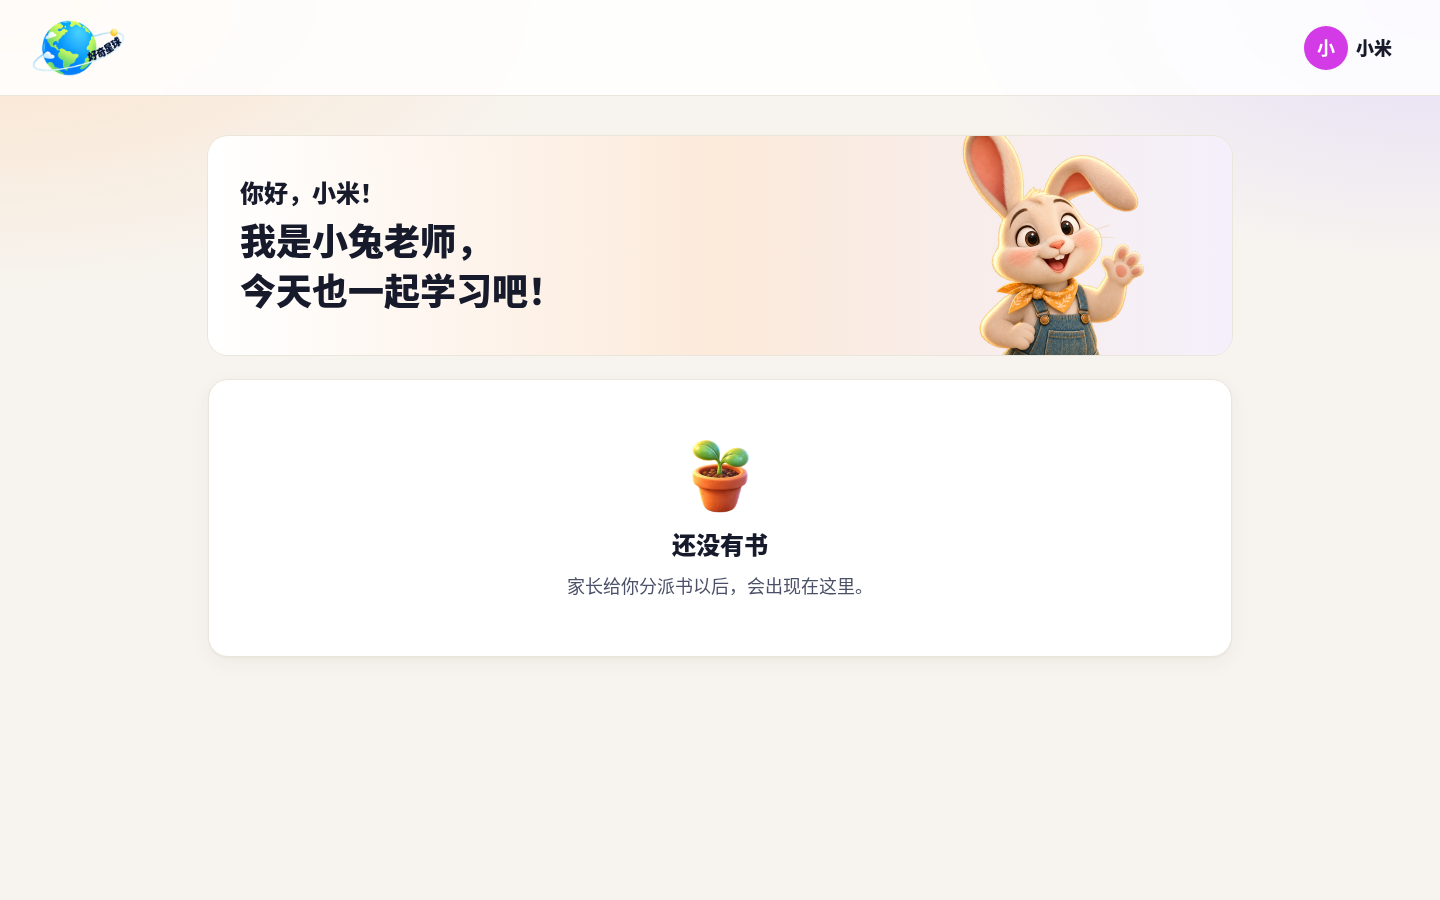 好奇星球
小 小米
你好，小米！
我是小兔老师，
今天也一起学习吧！
还没有书
家长给你分派书以后，会出现在这里。